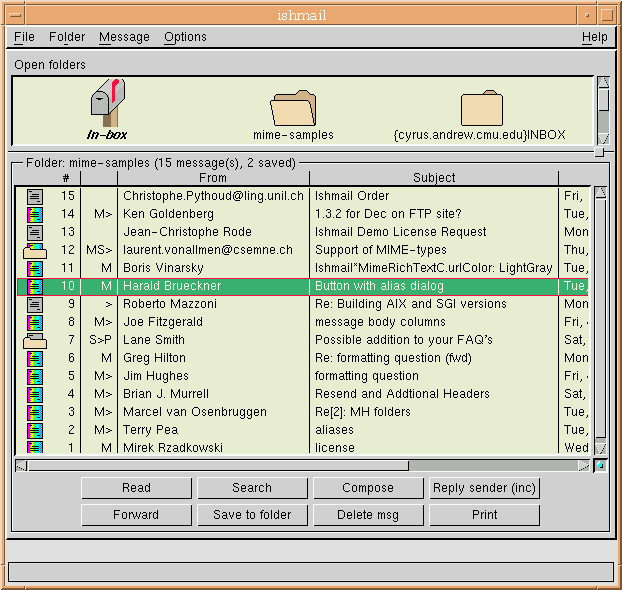 ishmail
File Folder Message Options Help
Open folders
In-box mime-samples {cyrus.andrew.cmu.edu}INBOX
Folder: mime-samples (15 message(s), 2 saved)
# From Subject
15 Christophe.Pythoud@ling.unil.ch Ishmail Order Fri,
14 M> Ken Goldenberg 1.3.2 for Dec on FTP site? Tue,
13 Jean-Christophe Rode Ishmail Demo License Request Mon
12 MS> laurent.vonallmen@csemne.ch Support of MIME-types Thu,
11 M Boris Vinarsky Ishmail*MimeRichTextC.urlColor: LightGray Tue,
10 M Harald Brueckner Button with alias dialog Tue,
9 > Roberto Mazzoni Re: Building AIX and SGI versions Mon
8 M> Joe Fitzgerald message body columns Fri,
7 S>P Lane Smith Possible addition to your FAQ's Sat,
6 M Greg Hilton Re: formatting question (fwd) Mon
5 M> Jim Hughes formatting question Fri,
4 M> Brian J. Murrell Resend and Addtional Headers Sat,
3 M> Marcel van Osenbruggen Re[2]: MH folders Tue,
2 M> Terry Pea aliases Tue,
1 M Mirek Rzadkowski license Wed
Read Search Compose Reply sender (inc)
Forward Save to folder Delete msg Print